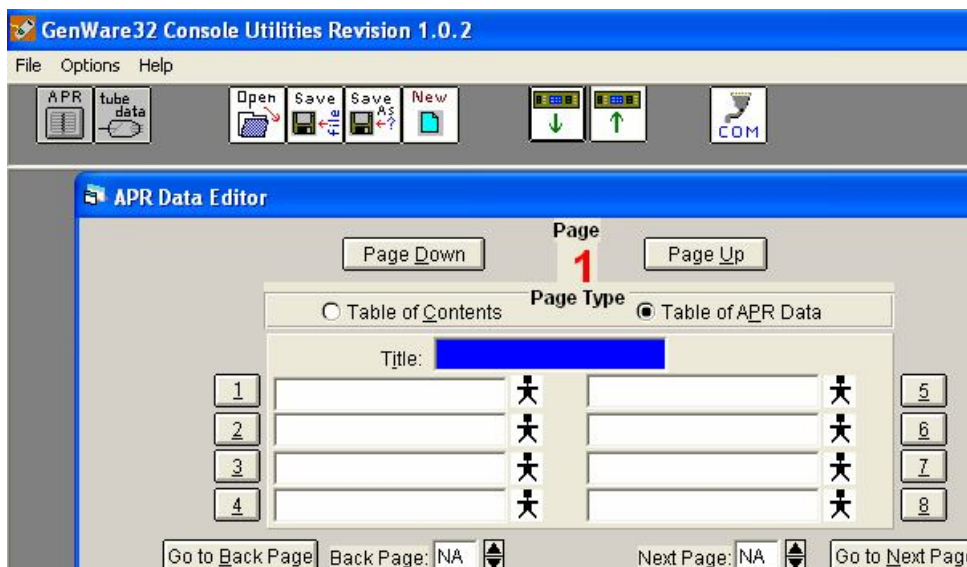 GenWare32 Console Utilities Revision 1.0.2
File Options Help
APR tube data Open Save file Save As ? New COM
APR Data Editor
Page Down Page 1 Page Up
Page Type
Table of Contents Table of APR Data
Title:
1 5
2 6
3 7
4 8
Go to Back Page Back Page: NA Next Page: NA Go to Next Page